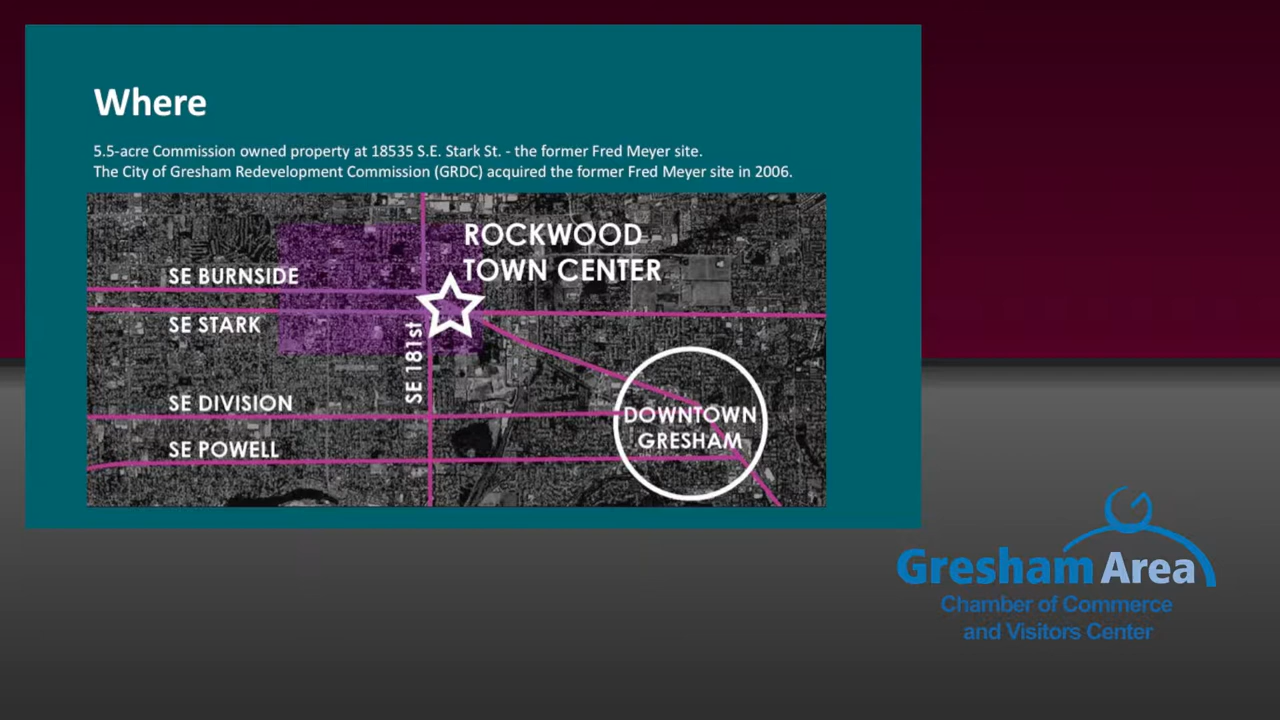 Where
5.5-acre Commission owned property at 18535 S.E. Stark St. - the former Fred Meyer site.
The City of Gresham Redevelopment Commission (GRDC) acquired the former Fred Meyer site in 2006.
ROCKWOOD
TOWN CENTER
SE BURNSIDE
SE STARK
SE 181st
SE DIVISION
DOWNTOWN
GRESHAM
SE POWELL
Gresham Area
Chamber of Commerce
and Visitors Center